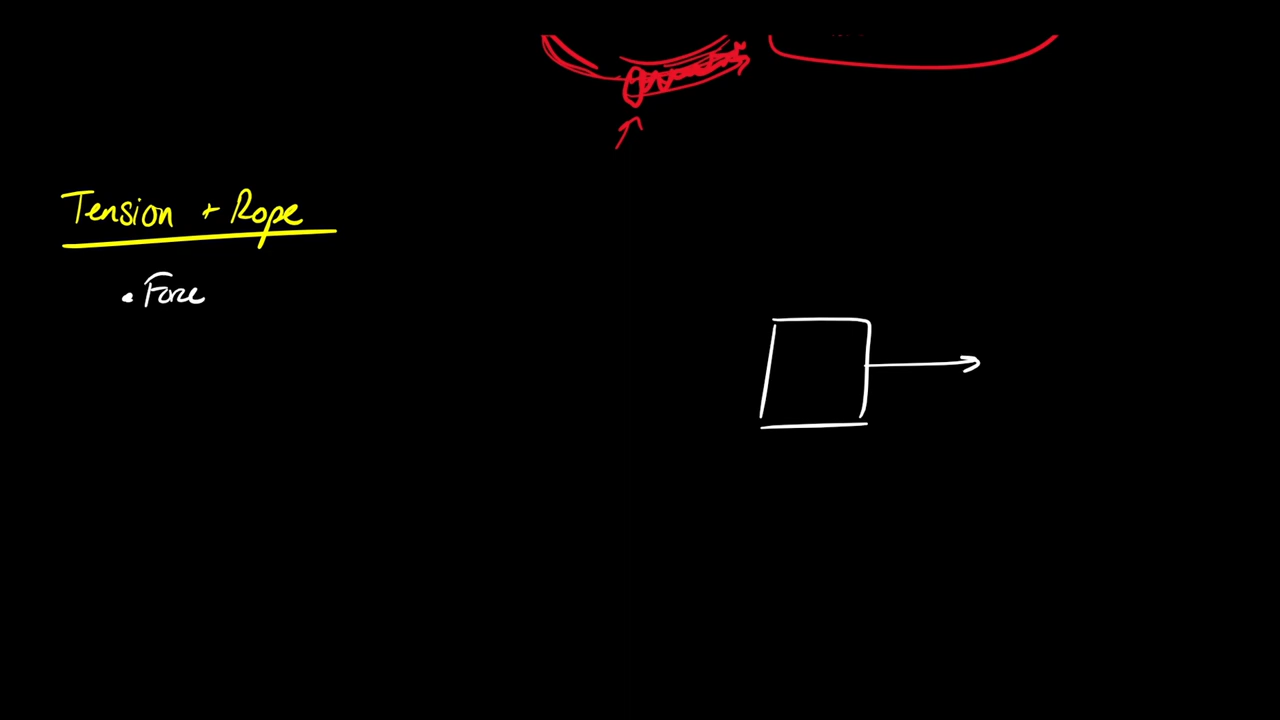 Tension + Rope
• Force